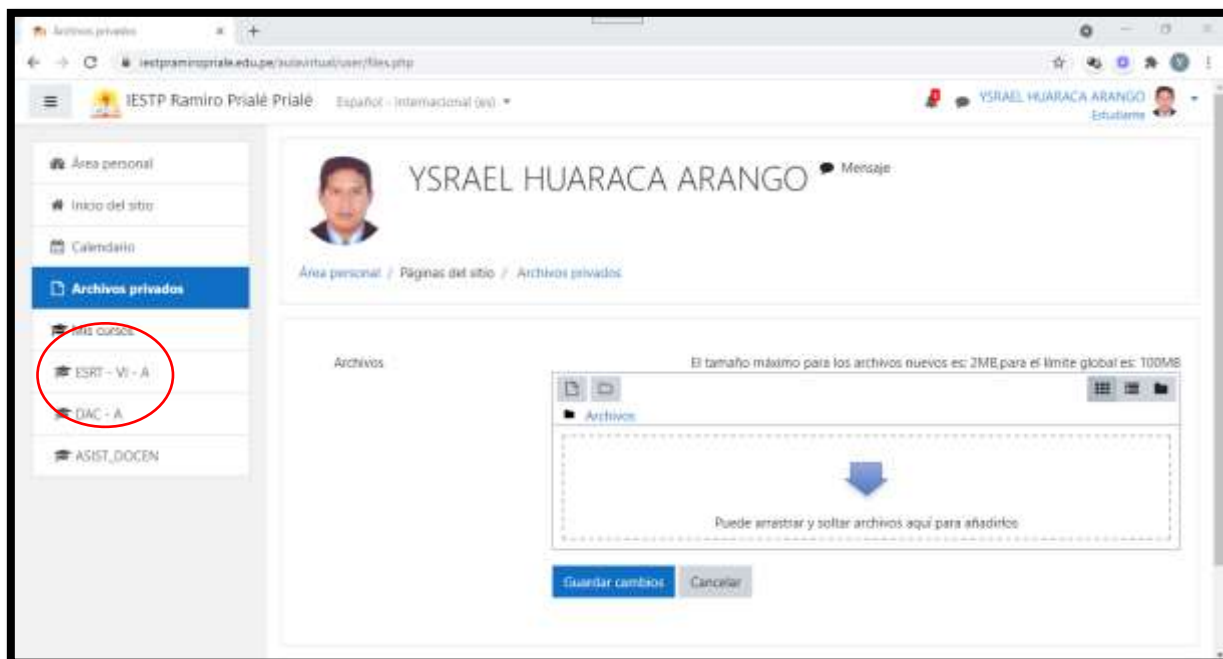 Archivos privados
iestpramiropriale.edu.pe/aulavirtual/user/files.php
IESTP Ramiro Prialé Prialé Español - Internacional (es)
YSRAEL HUARACA ARANGO
Estudiante
Área personal
Inicio del sitio
Calendario
Archivos privados
Mis cursos
ESRT - VI - A
DAC - A
ASIST_DOCEN
YSRAEL HUARACA ARANGO Mensaje
Área personal / Páginas del sitio / Archivos privados
Archivos
El tamaño máximo para los archivos nuevos es: 2MB,para el límite global es: 100MB
Archivos
Puede arrastrar y soltar archivos aquí para añadirlos
Guardar cambios Cancelar